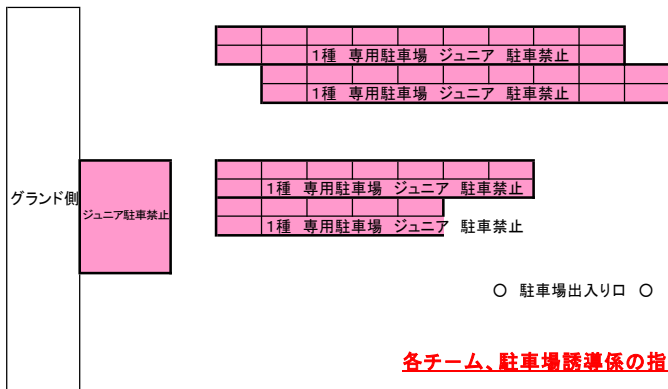 1種 専用駐車場 ジュニア 駐車禁止
1種 専用駐車場 ジュニア 駐車禁止
グランド側
ジュニア駐車禁止
1種 専用駐車場 ジュニア 駐車禁止
1種 専用駐車場 ジュニア 駐車禁止
○ 駐車場出入り口 ○
各チーム、駐車場誘導係の指